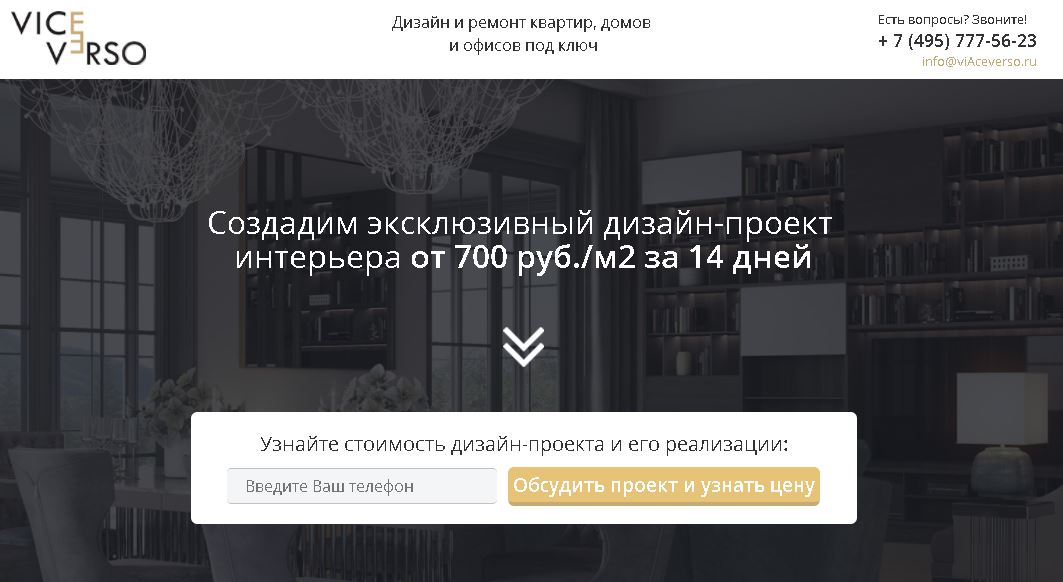 VICE
VERSO
Дизайн и ремонт квартир, домов
и офисов под ключ
Есть вопросы? Звоните!
+ 7 (495) 777-56-23
info@viAceverso.ru
Создадим эксклюзивный дизайн-проект
интерьера от 700 руб./м2 за 14 дней
Узнайте стоимость дизайн-проекта и его реализации:
Введите Ваш телефон
Обсудить проект и узнать цену